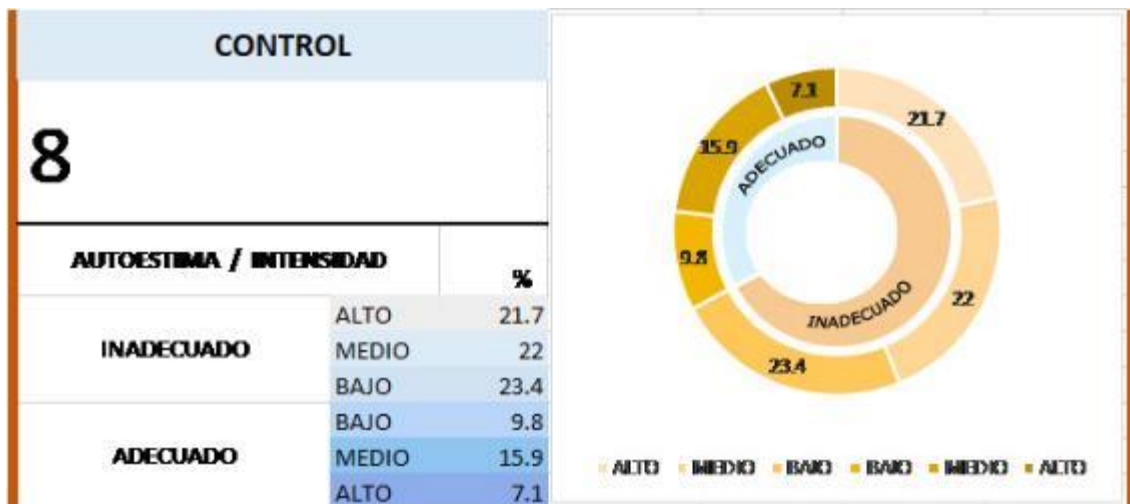 CONTROL
8
AUTOESTIMA / INTENSIDAD %
INADECUADO
ALTO 21.7
MEDIO 22
BAJO 23.4
ADECUADO
BAJO 9.8
MEDIO 15.9
ALTO 7.1
7.1
21.7
15.9
ADECUADO
9.8
22
INADECUADO
23.4
ALTO MEDIO BAJO BAJO MEDIO ALTO